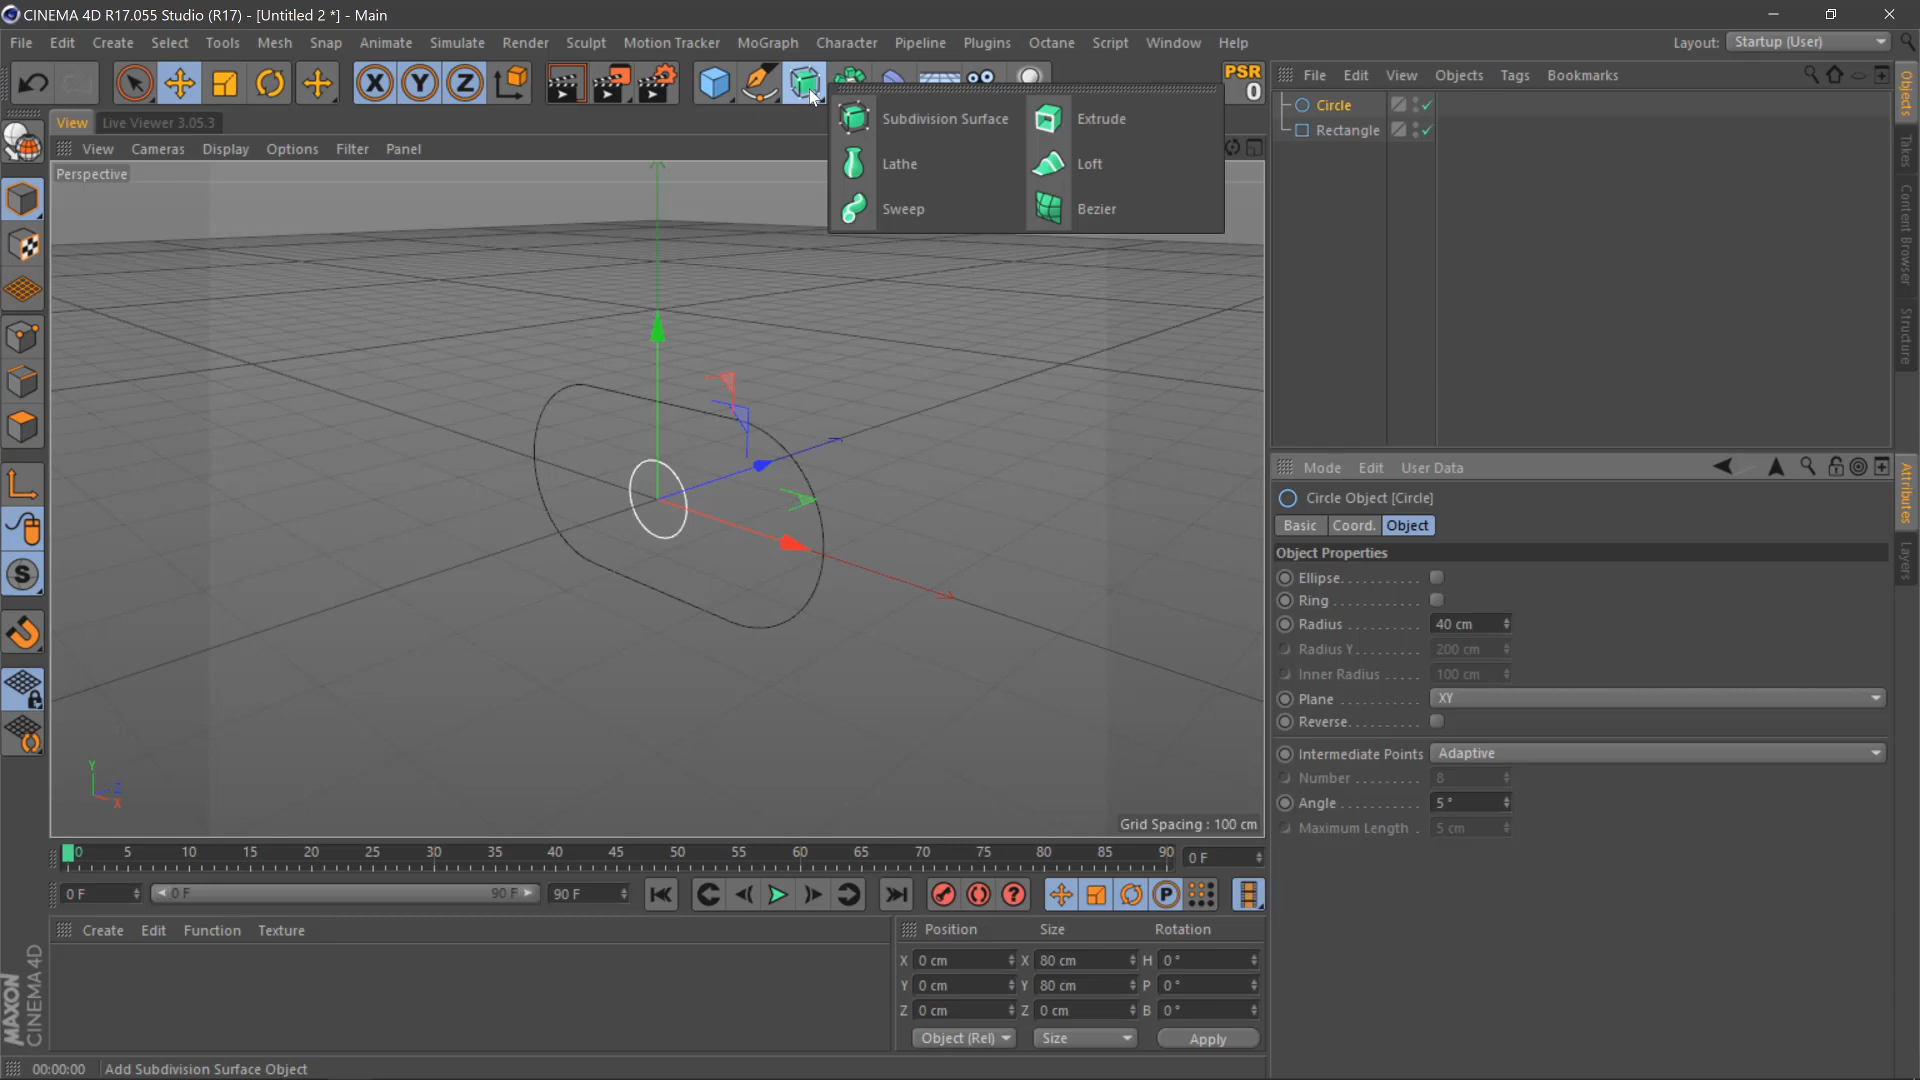 CINEMA 4D R17.055 Studio (R17) - [Untitled 2 *] - Main
File Edit Create Select Tools Mesh Snap Animate Simulate Render Sculpt Motion Tracker MoGraph Character Pipeline Plugins Octane Script Window Help Layout: Startup (User)
X Y Z PSR 0
File Edit View Objects Tags Bookmarks
View Live Viewer 3.05.3
View Cameras Display Options Filter Panel
Perspective
Subdivision Surface Extrude
Lathe Loft
Sweep Bezier
Circle
Rectangle
Objects
Takes
Content Browser
Structure
Mode Edit User Data
Circle Object [Circle]
Basic Coord. Object
Object Properties
Ellipse. . . . . . . . . .
Ring . . . . . . . . . . .
Radius . . . . . . . . . 40 cm
Radius Y. . . . . . . . . 200 cm
Inner Radius . . . . . 100 cm
Plane . . . . . . . . . . XY
Reverse. . . . . . . . .
Intermediate Points Adaptive
Number . . . . . . . . 8
Angle. . . . . . . . . . 5 °
Maximum Length . 5 cm
Attributes
Layers
S
Y
Z
X
Grid Spacing : 100 cm
0 5 10 15 20 25 30 35 40 45 50 55 60 65 70 75 80 85 90 0 F
0 F 0 F 90 F 90 F ? P
Create Edit Function Texture
Position Size Rotation
X 0 cm X 80 cm H 0 °
Y 0 cm Y 80 cm P 0 °
Z 0 cm Z 0 cm B 0 °
Object (Rel) Size Apply
MAXON
CINEMA 4D
00:00:00 Add Subdivision Surface Object